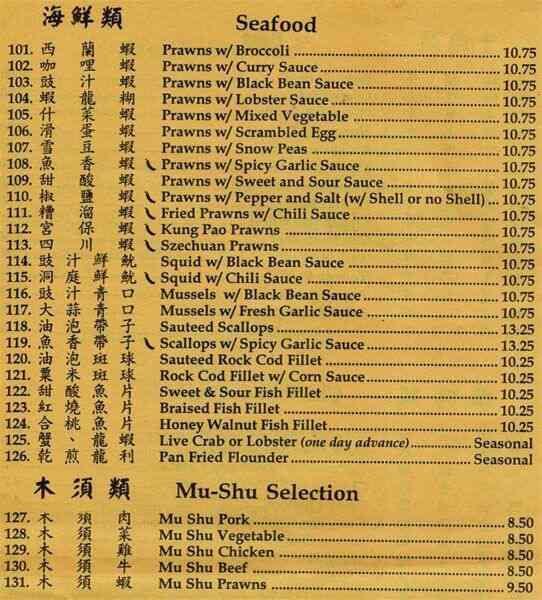 海鮮類 Seafood
101. 西蘭蝦 Prawns w/ Broccoli 10.75
102. 咖哩蝦 Prawns w/ Curry Sauce 10.75
103. 豉汁蝦 Prawns w/ Black Bean Sauce 10.75
104. 蝦龍糊 Prawns w/ Lobster Sauce 10.75
105. 什菜蝦 Prawns w/ Mixed Vegetable 10.75
106. 滑蛋蝦 Prawns w/ Scrambled Egg 10.75
107. 雪豆蝦 Prawns w/ Snow Peas 10.75
108. 魚香蝦 Prawns w/ Spicy Garlic Sauce 10.75
109. 甜酸蝦 Prawns w/ Sweet and Sour Sauce 10.75
110. 椒鹽蝦 Prawns w/ Pepper and Salt (w/ Shell or no Shell) 10.75
111. 糟溜蝦 Fried Prawns w/ Chili Sauce 10.75
112. 宮保蝦 Kung Pao Prawns 10.75
113. 四川蝦 Szechuan Prawns 10.75
114. 豉汁鮮魷 Squid w/ Black Bean Sauce 10.75
115. 洞庭鮮魷 Squid w/ Chili Sauce 10.75
116. 豉汁青口 Mussels w/ Black Bean Sauce 10.75
117. 大蒜青口 Mussels w/ Fresh Garlic Sauce 10.75
118. 油泡帶子 Sauteed Scallops 13.25
119. 魚香帶子 Scallops w/ Spicy Garlic Sauce 13.25
120. 油泡斑球 Sauteed Rock Cod Fillet 10.25
121. 粟米斑球 Rock Cod Fillet w/ Corn Sauce 10.25
122. 甜酸魚片 Sweet & Sour Fish Fillet 10.25
123. 紅燒魚片 Braised Fish Fillet 10.25
124. 合桃魚片 Honey Walnut Fish Fillet 10.25
125. 蟹、龍蝦 Live Crab or Lobster (one day advance) Seasonal
126. 乾煎龍利 Pan Fried Flounder Seasonal
木須類 Mu-Shu Selection
127. 木須肉 Mu Shu Pork 8.50
128. 木須菜 Mu Shu Vegetable 8.50
129. 木須雞 Mu Shu Chicken 8.50
130. 木須牛 Mu Shu Beef 8.50
131. 木須蝦 Mu Shu Prawns 9.50